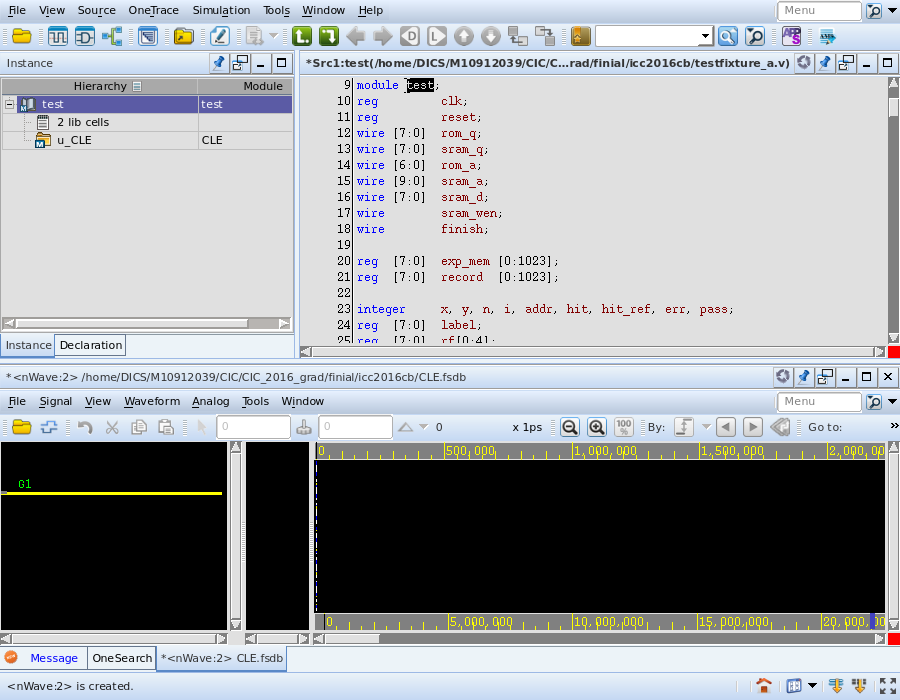 File View Source OneTrace Simulation Tools Window Help Menu
Instance
*Src1:test(/home/DICS/M10912039/CIC/C...rad/finial/icc2016cb/testfixture_a.v)
Hierarchy Module
test test
2 lib cells
u_CLE CLE
9 module test;
10 reg clk;
11 reg reset;
12 wire [7:0] rom_q;
13 wire [7:0] sram_q;
14 wire [6:0] rom_a;
15 wire [9:0] sram_a;
16 wire [7:0] sram_d;
17 wire sram_wen;
18 wire finish;
19
20 reg [7:0] exp_mem [0:1023];
21 reg [7:0] record [0:1023];
22
23 integer x, y, n, i, addr, hit, hit_ref, err, pass;
24 reg [7:0] label;
25 reg [7:0] rf[0:4];
Instance Declaration
*<nWave:2> /home/DICS/M10912039/CIC/CIC_2016_grad/finial/icc2016cb/CLE.fsdb
File Signal View Waveform Analog Tools Window Menu
0 0 0 x 1ps 100% By: Go to: »
0 500,000 1,000,000 1,500,000 2,000,00
G1
0 5,000,000 10,000,000 15,000,000 20,000,00
Message OneSearch *<nWave:2> CLE.fsdb
<nWave:2> is created.